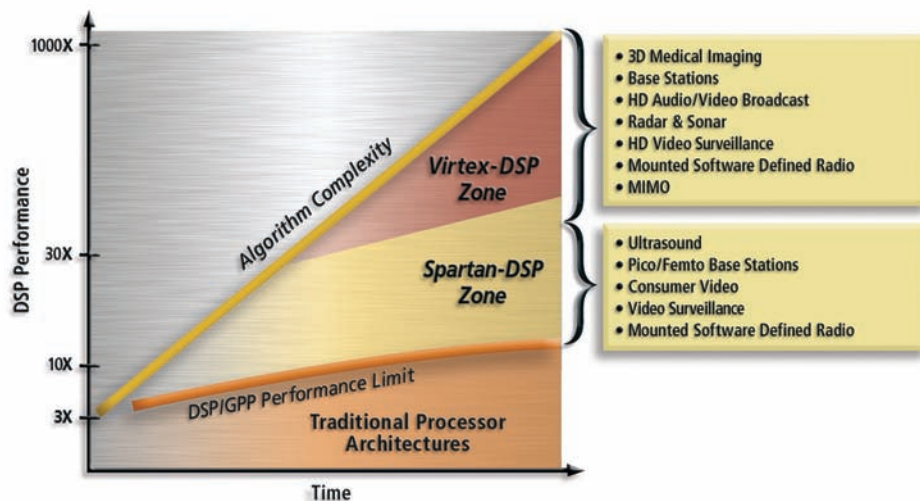 1000X
30X
10X
3X
DSP Performance
Time
Algorithm Complexity
Virtex-DSP
Zone
Spartan-DSP
Zone
DSP/GPP Performance Limit
Traditional Processor
Architectures
• 3D Medical Imaging
• Base Stations
• HD Audio/Video Broadcast
• Radar & Sonar
• HD Video Surveillance
• Mounted Software Defined Radio
• MIMO
• Ultrasound
• Pico/Femto Base Stations
• Consumer Video
• Video Surveillance
• Mounted Software Defined Radio